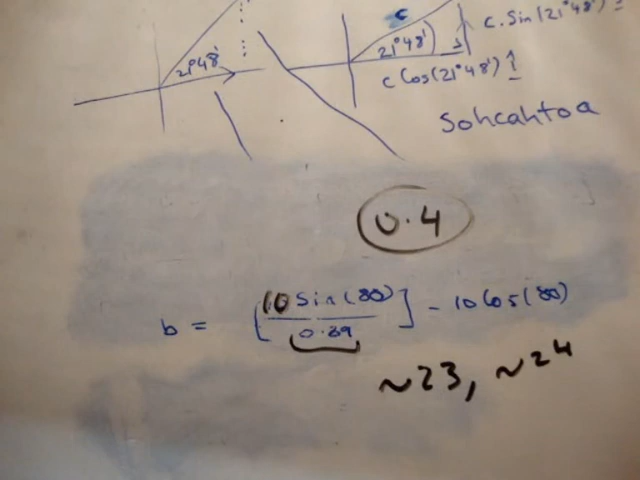 21°48'
c
21°48'
c. Sin(21°48') =
c Cos(21°48') î
Sohcahtoa
0.4
b = [10 Sin(80) / 0.39] - 10 Cos(80)
~23, ~24